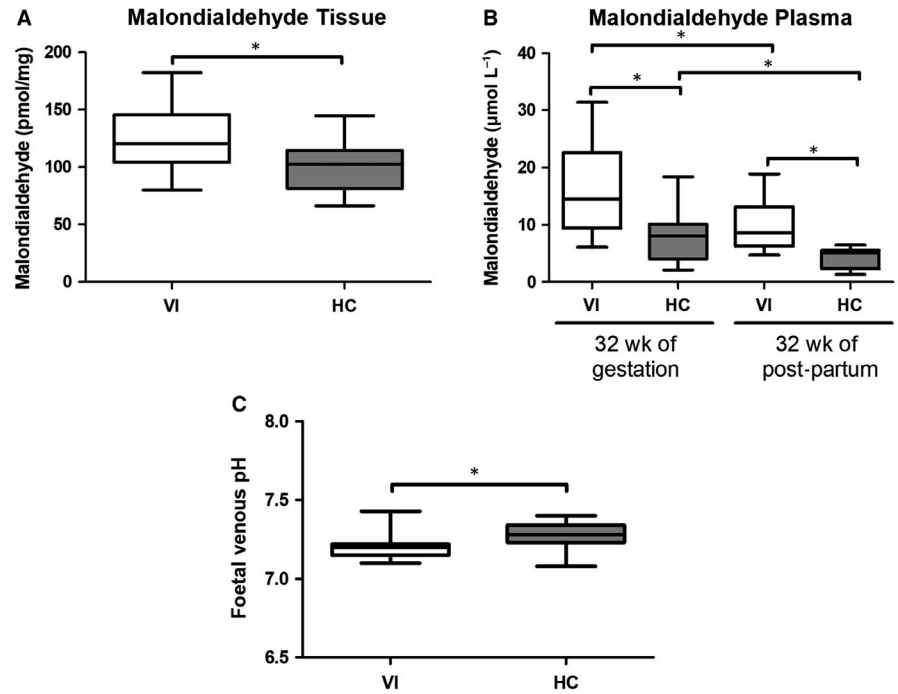 A
Malondialdehyde Tissue
Malondialdehyde (pmol/mg)
200
150
100
50
0
*
VI
HC
B
Malondialdehyde Plasma
Malondialdehyde (µmol L⁻¹)
40
30
20
10
0
*
*
*
*
VI
HC
VI
HC
32 wk of
gestation
32 wk of
post-partum
C
Foetal venous pH
8.0
7.5
7.0
6.5
*
VI
HC